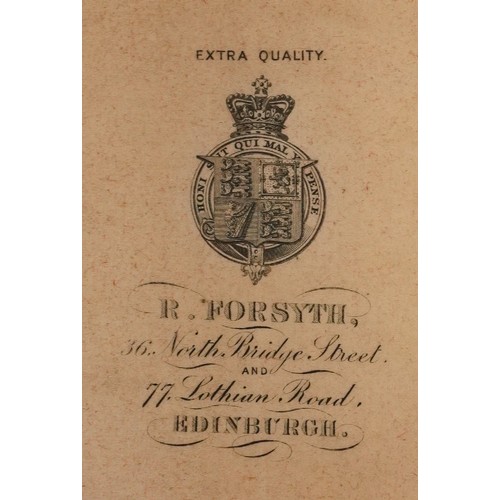 EXTRA QUALITY.
HONI SOIT QUI MAL Y PENSE
R. FORSYTH,
36. North Bridge Street.
AND
77. Lothian Road.
EDINBURGH.